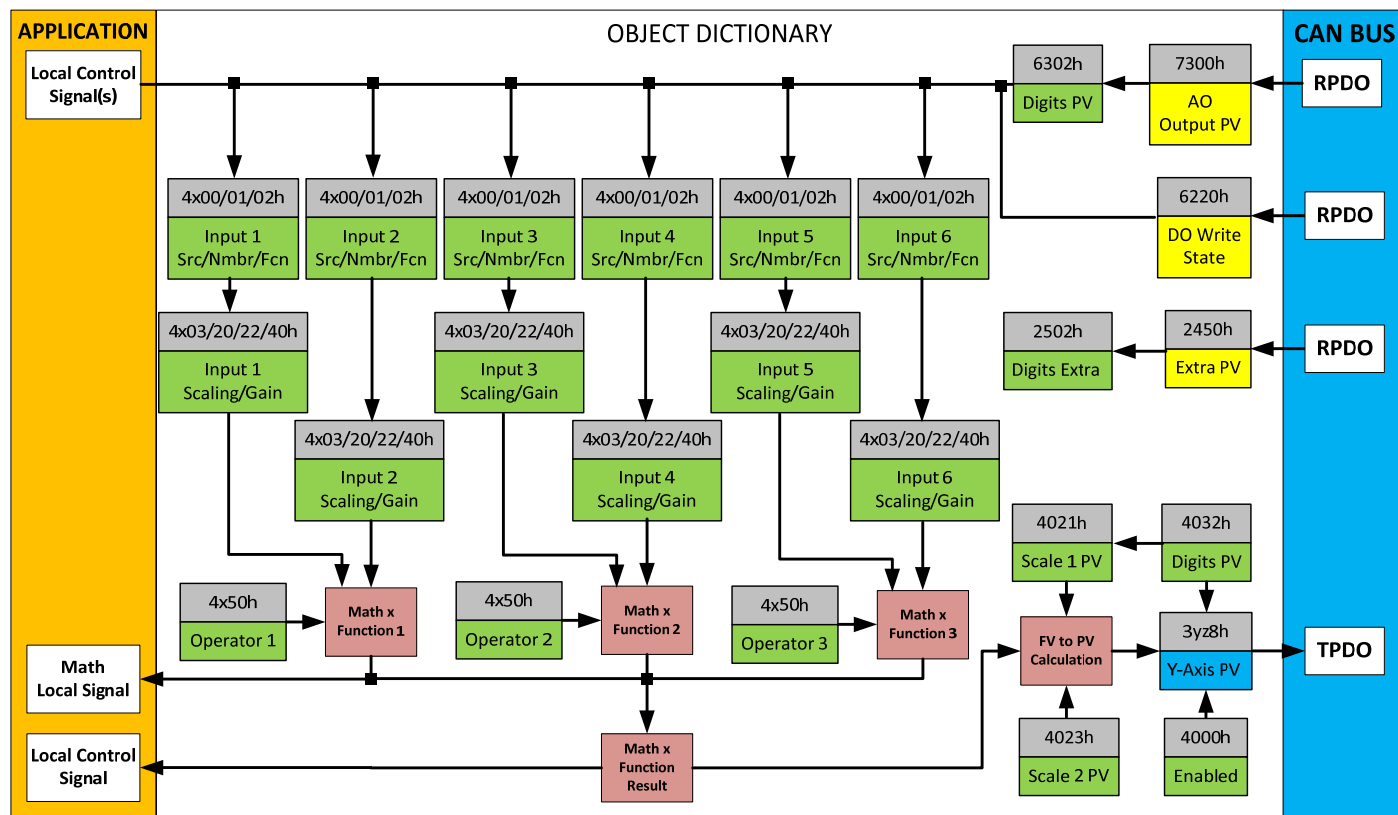 APPLICATION
OBJECT DICTIONARY
CAN BUS
Local Control
Signal(s)
6302h
Digits PV
7300h
AO
Output PV
RPDO
4x00/01/02h
Input 1
Src/Nmbr/Fcn
4x00/01/02h
Input 2
Src/Nmbr/Fcn
4x00/01/02h
Input 3
Src/Nmbr/Fcn
4x00/01/02h
Input 4
Src/Nmbr/Fcn
4x00/01/02h
Input 5
Src/Nmbr/Fcn
4x00/01/02h
Input 6
Src/Nmbr/Fcn
6220h
DO Write
State
RPDO
4x03/20/22/40h
Input 1
Scaling/Gain
4x03/20/22/40h
Input 3
Scaling/Gain
4x03/20/22/40h
Input 5
Scaling/Gain
2502h
Digits Extra
2450h
Extra PV
RPDO
4x03/20/22/40h
Input 2
Scaling/Gain
4x03/20/22/40h
Input 4
Scaling/Gain
4x03/20/22/40h
Input 6
Scaling/Gain
4021h
Scale 1 PV
4032h
Digits PV
4x50h
Operator 1
Math x
Function 1
4x50h
Operator 2
Math x
Function 2
4x50h
Operator 3
Math x
Function 3
FV to PV
Calculation
3yz8h
Y-Axis PV
TPDO
Math
Local Signal
Local Control
Signal
Math x
Function
Result
4023h
Scale 2 PV
4000h
Enabled